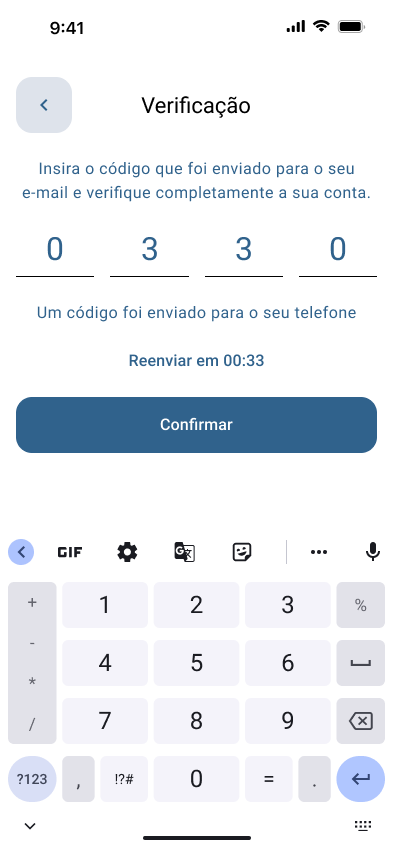 9:41
Verificação
Insira o código que foi enviado para o seu
e-mail e verifique completamente a sua conta.
0 3 3 0
Um código foi enviado para o seu telefone
Reenviar em 00:33
Confirmar
GIF G
+ 1 2 3 %
- 4 5 6
*
/ 7 8 9
?123 , !?# 0 = .